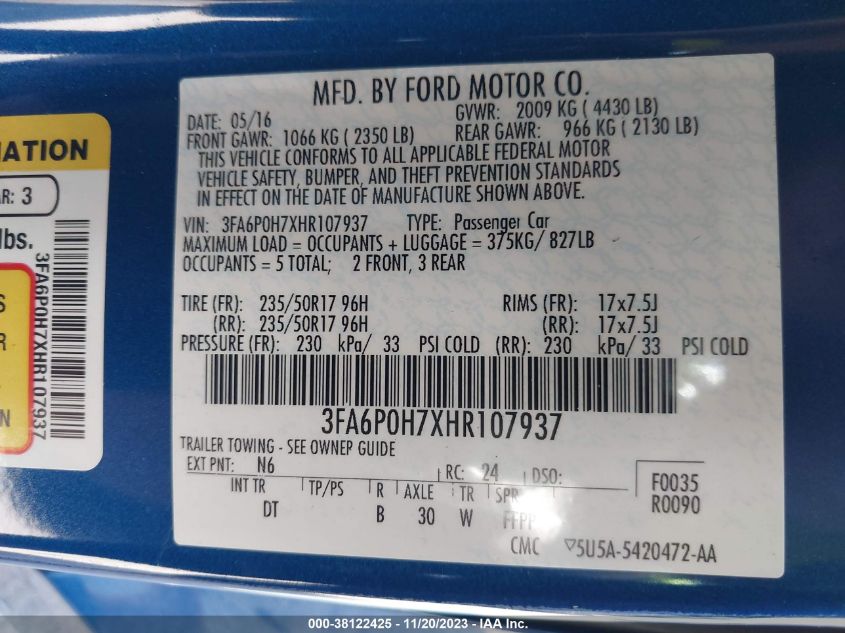 MFD. BY FORD MOTOR CO.
DATE: 05/16 GVWR: 2009 KG ( 4430 LB)
FRONT GAWR: 1066 KG ( 2350 LB) REAR GAWR: 966 KG ( 2130 LB)
THIS VEHICLE CONFORMS TO ALL APPLICABLE FEDERAL MOTOR
VEHICLE SAFETY, BUMPER, AND THEFT PREVENTION STANDARDS
IN EFFECT ON THE DATE OF MANUFACTURE SHOWN ABOVE.
VIN: 3FA6P0H7XHR107937 TYPE: Passenger Car
MAXIMUM LOAD = OCCUPANTS + LUGGAGE = 375KG/ 827LB
OCCUPANTS = 5 TOTAL; 2 FRONT, 3 REAR
TIRE (FR): 235/50R17 96H RIMS (FR): 17x7.5J
(RR): 235/50R17 96H (RR): 17x7.5J
PRESSURE (FR): 230 kPa/ 33 PSI COLD (RR): 230 kPa/ 33 PSI COLD
3FA6P0H7XHR107937
TRAILER TOWING - SEE OWNER GUIDE
EXT PNT: N6 RC: 24 DSO: F0035
R0090
INT TR TP/PS R AXLE TR SPR
DT B 30 W FFPP
CMC ▽5U5A-5420472-AA
MATION
AR: 3
lbs.
S
R
N
3FA6P0H7XHR107937
000-38122425 - 11/20/2023 - IAA Inc.